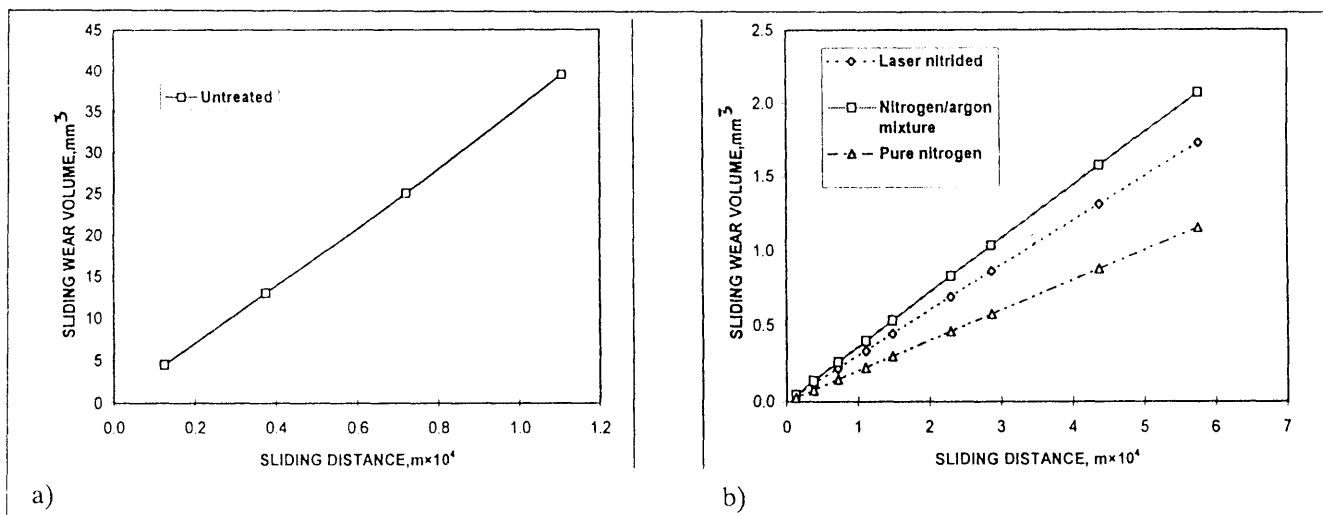 45
40
35
30
25
20
15
10
5
0
SLIDING WEAR VOLUME,mm³
Untreated
0.0 0.2 0.4 0.6 0.8 1.0 1.2
SLIDING DISTANCE,m×10⁴
a)
2.5
2.0
1.5
1.0
0.5
0.0
SLIDING WEAR VOLUME,mm³
Laser nitrided
Nitrogen/argon
mixture
Pure nitrogen
0 1 2 3 4 5 6 7
SLIDING DISTANCE, m×10⁴
b)